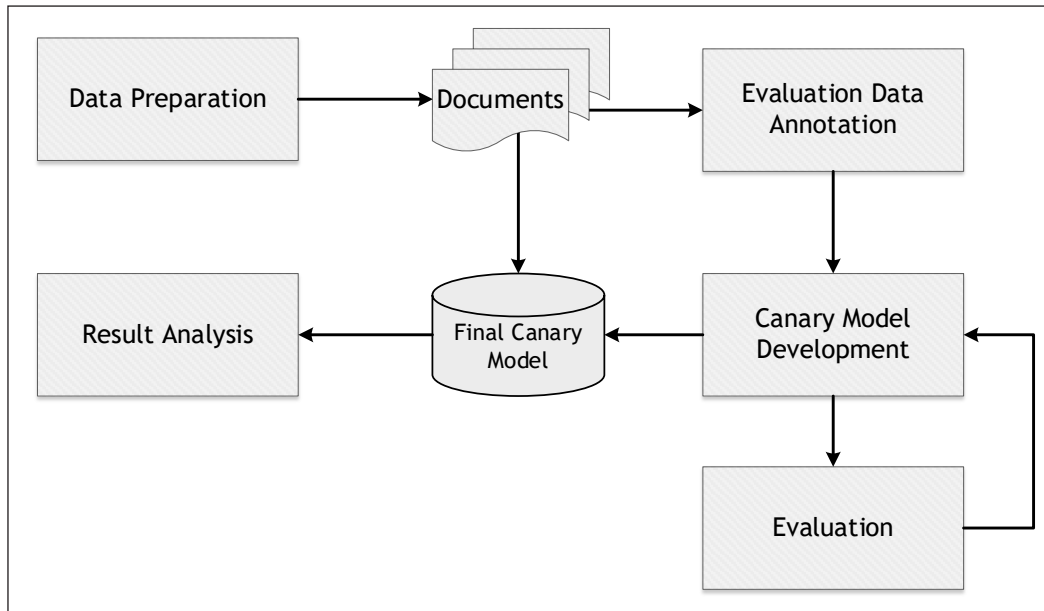 Data Preparation
Documents
Evaluation Data
Annotation
Result Analysis
Final Canary
Model
Canary Model
Development
Evaluation